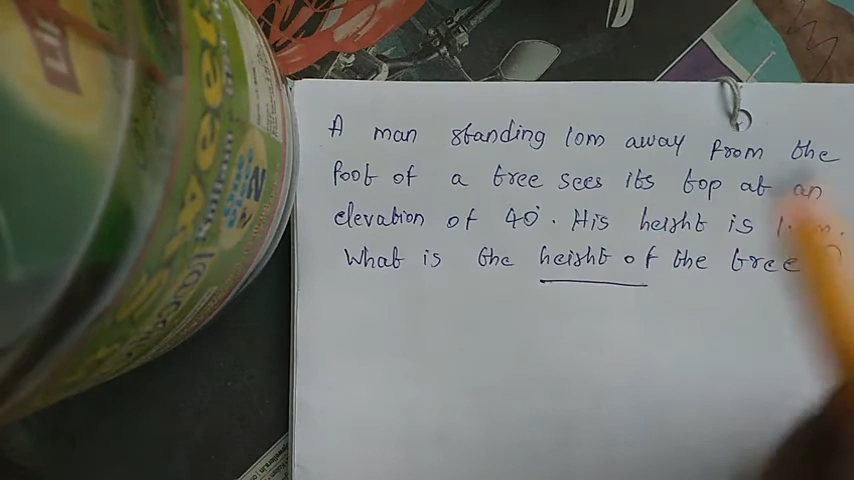 A man standing 10m away from the
foot of a tree sees its top at an
elevation of 40°. His height is
What is the height of the tree